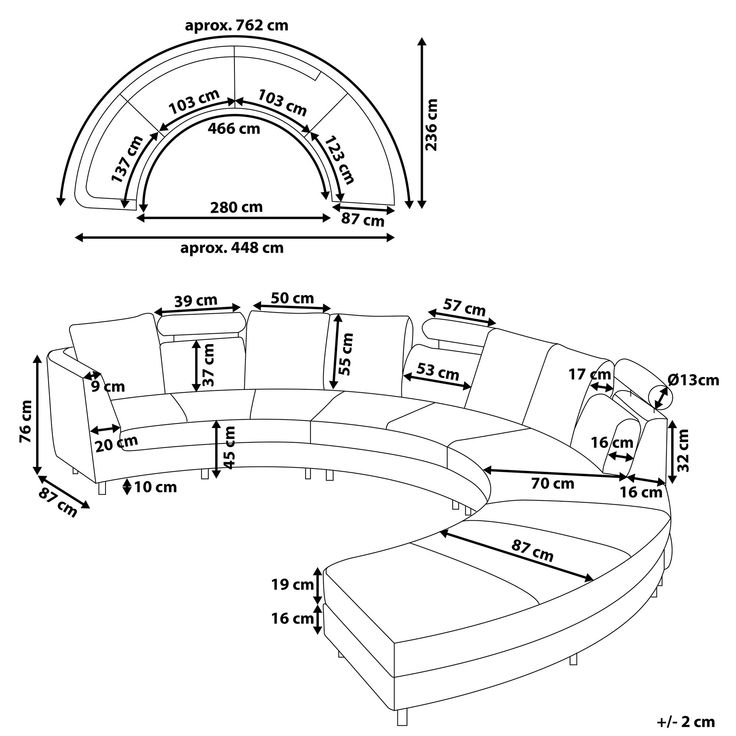 aprox. 762 cm
103 cm
103 cm
466 cm
137 cm
123 cm
236 cm
280 cm
87 cm
aprox. 448 cm
39 cm
50 cm
57 cm
37 cm
55 cm
53 cm
17 cm
Ø13cm
9 cm
76 cm
20 cm
45 cm
16 cm
32 cm
87 cm
10 cm
70 cm
16 cm
87 cm
19 cm
16 cm
+/- 2 cm